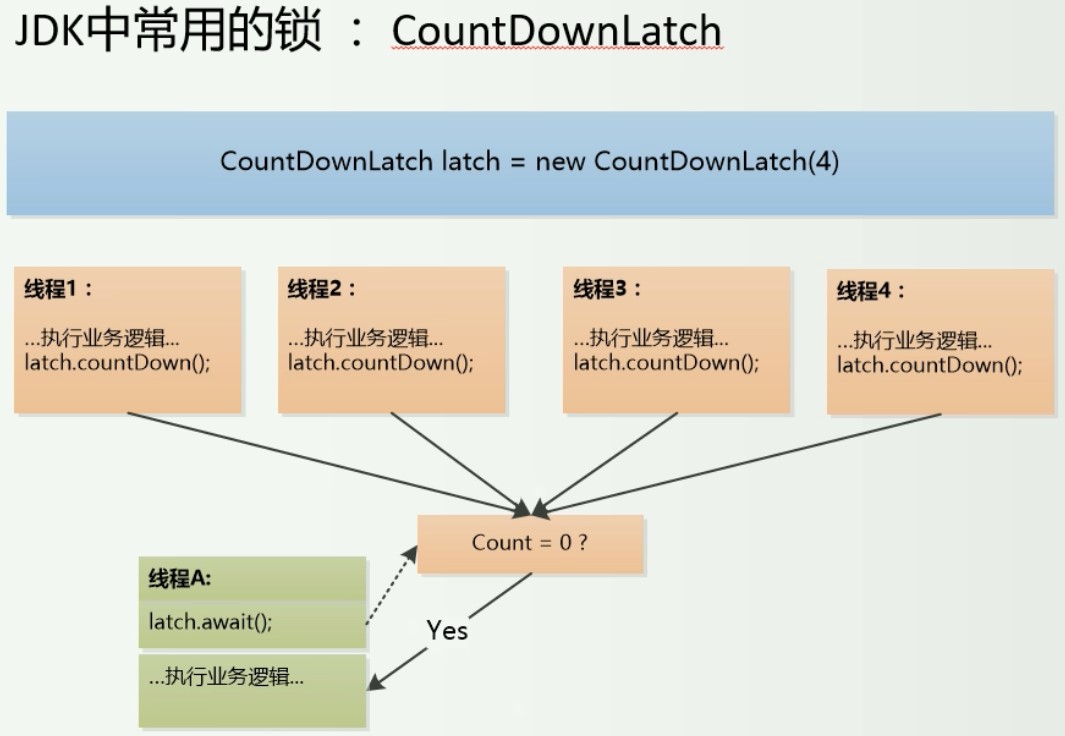 JDK中常用的锁 ： CountDownLatch
CountDownLatch latch = new CountDownLatch(4)
线程1：
...执行业务逻辑...
latch.countDown();
线程2：
...执行业务逻辑...
latch.countDown();
线程3：
...执行业务逻辑...
latch.countDown();
线程4：
...执行业务逻辑...
latch.countDown();
Count = 0 ?
线程A:
latch.await();
Yes
...执行业务逻辑...